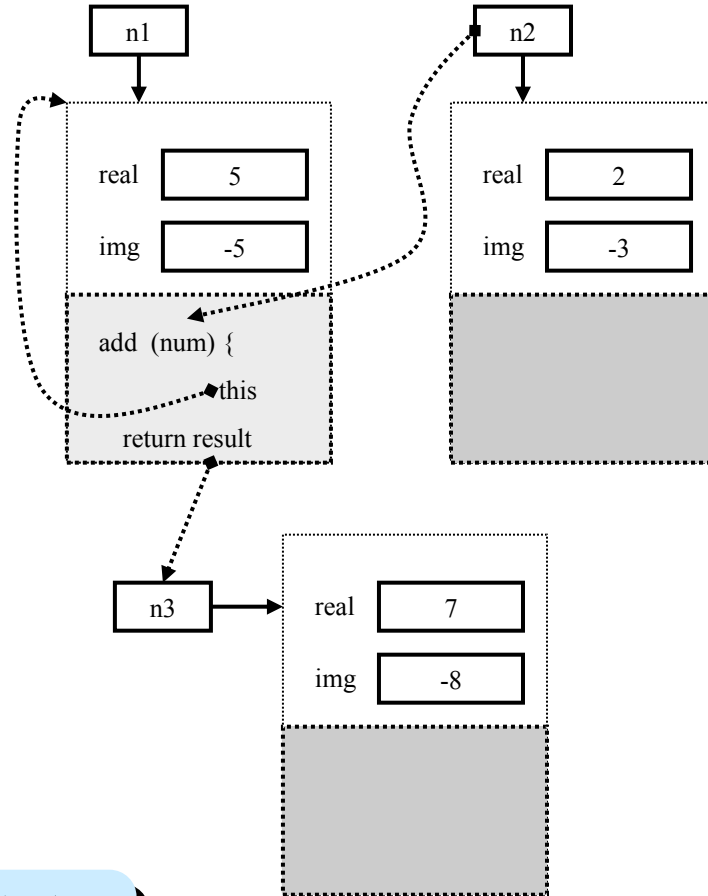 n1
n2
real 5
real 2
img -5
img -3
add (num) {
this
return result
n3
real 7
img -8